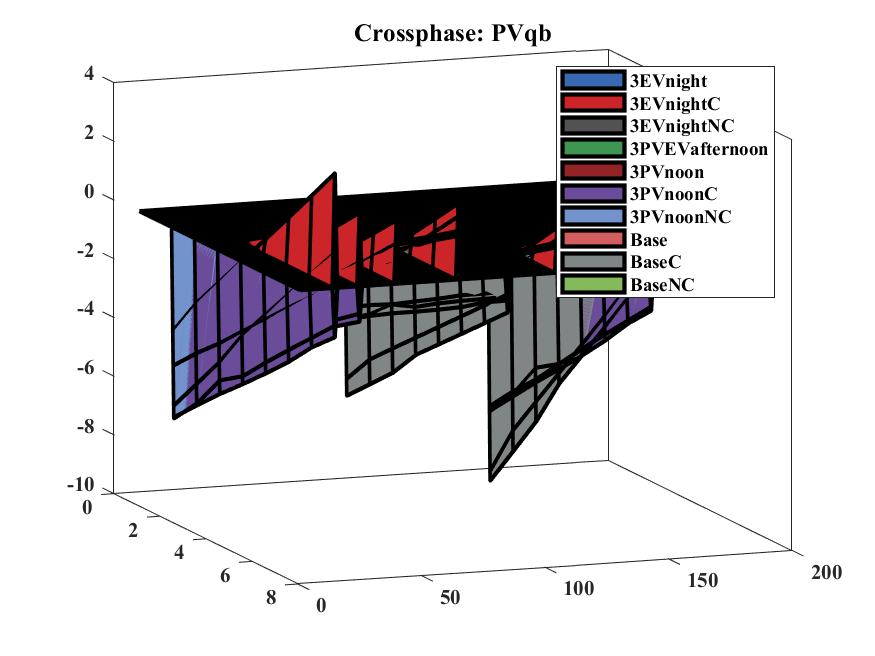 Crossphase: PVqb
3EVnight
3EVnightC
3EVnightNC
3PVEVafternoon
3PVnoon
3PVnoonC
3PVnoonNC
Base
BaseC
BaseNC
4
2
0
-2
-4
-6
-8
-10
0
2
4
6
8
0
50
100
150
200